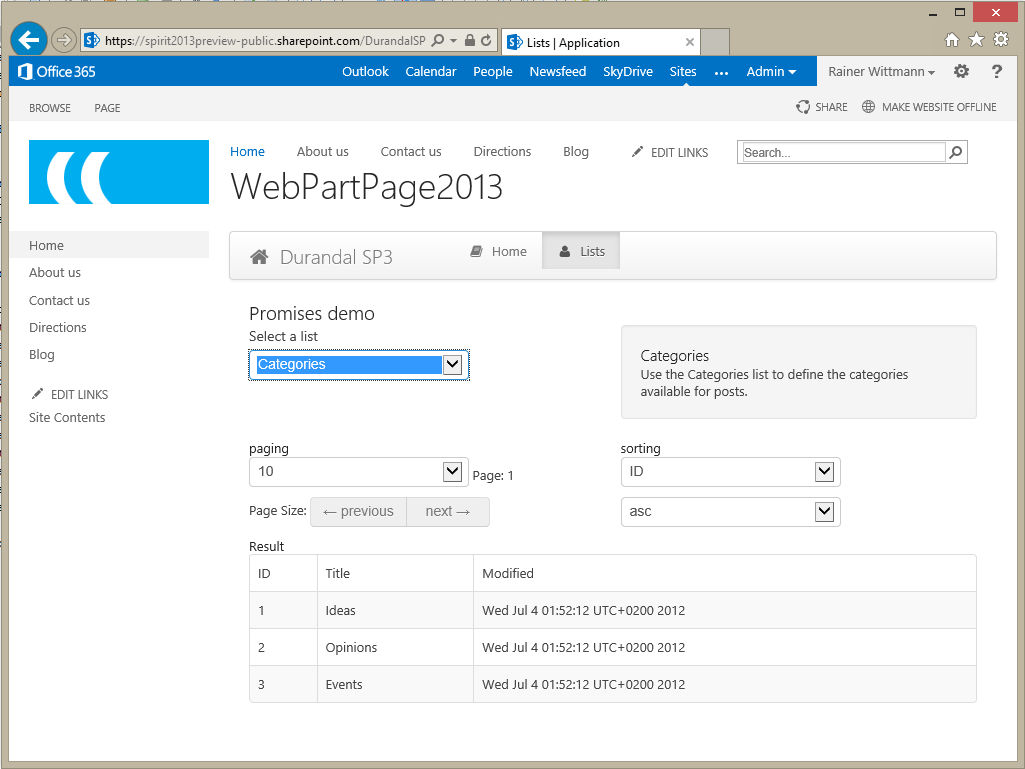 https://spirit2013preview-public.sharepoint.com/DurandalSP
Lists | Application
Office 365
Outlook Calendar People Newsfeed SkyDrive Sites ... Admin Rainer Wittmann ?
BROWSE PAGE
SHARE MAKE WEBSITE OFFLINE
Home About us Contact us Directions Blog EDIT LINKS
Search...
WebPartPage2013
Home
About us
Contact us
Directions
Blog
EDIT LINKS
Site Contents
Durandal SP3 Home Lists
Promises demo
Select a list
Categories
Categories
Use the Categories list to define the categories
available for posts.
paging
10
Page: 1
Page Size: ← previous next →
sorting
ID
asc
Result
ID Title Modified
1 Ideas Wed Jul 4 01:52:12 UTC+0200 2012
2 Opinions Wed Jul 4 01:52:12 UTC+0200 2012
3 Events Wed Jul 4 01:52:12 UTC+0200 2012